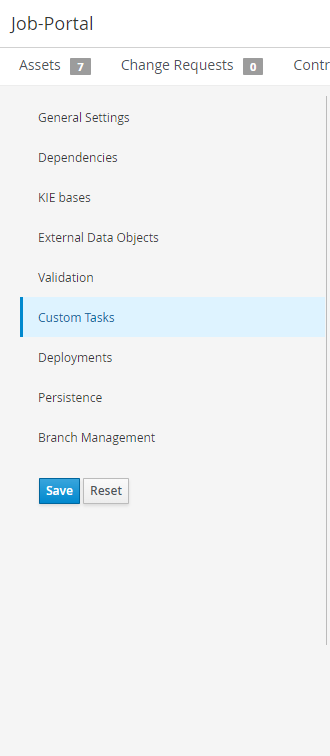 Job-Portal
Assets 7 Change Requests 0 Contr
General Settings
Dependencies
KIE bases
External Data Objects
Validation
Custom Tasks
Deployments
Persistence
Branch Management
Save Reset